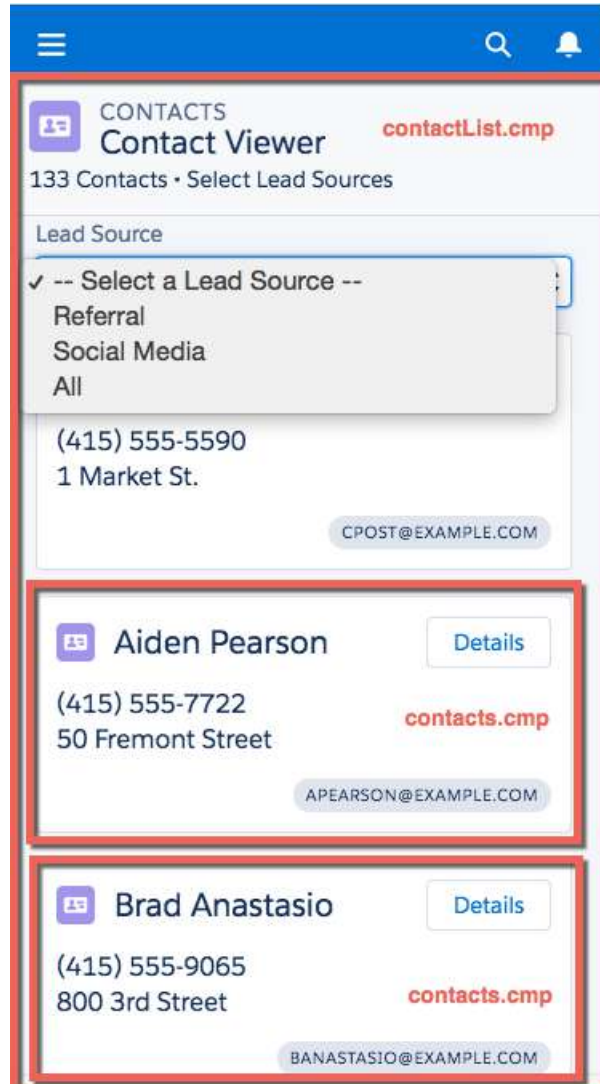 CONTACTS
Contact Viewer
contactList.cmp
133 Contacts • Select Lead Sources
Lead Source
✓ -- Select a Lead Source --
Referral
Social Media
All
(415) 555-5590
1 Market St.
CPOST@EXAMPLE.COM
Aiden Pearson
Details
(415) 555-7722
50 Fremont Street
contacts.cmp
APEARSON@EXAMPLE.COM
Brad Anastasio
Details
(415) 555-9065
800 3rd Street
contacts.cmp
BANASTASIO@EXAMPLE.COM